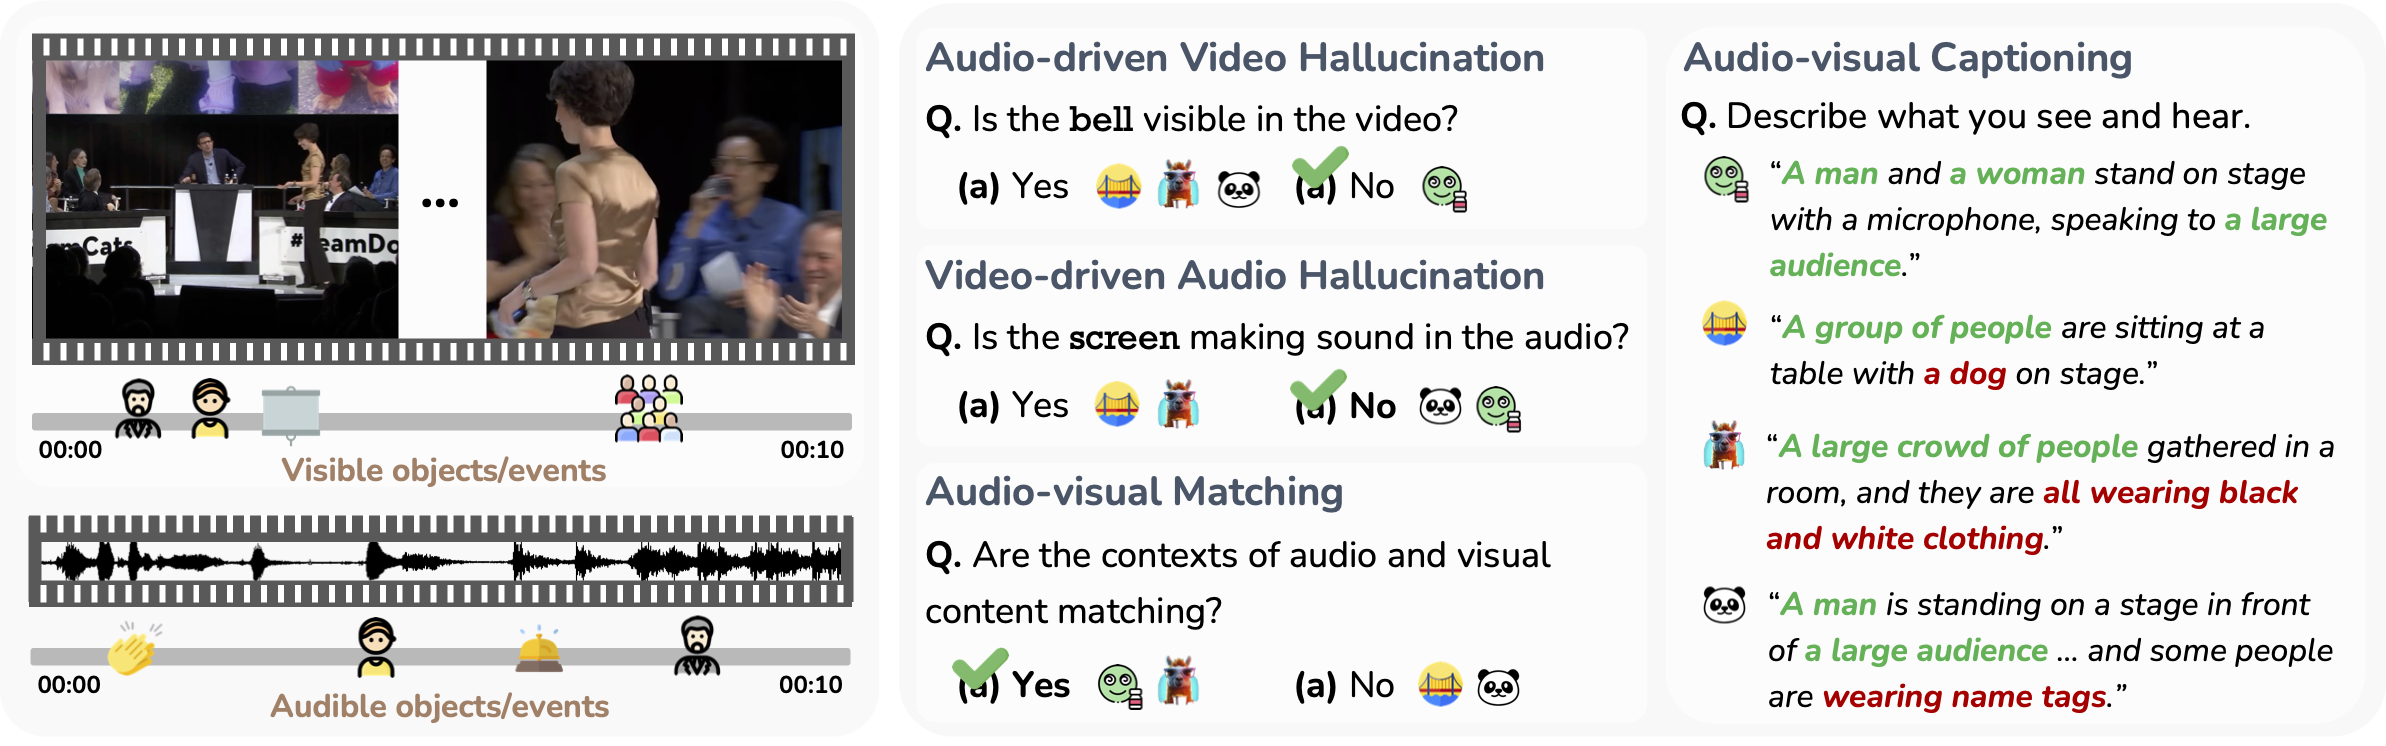 mCats
#TeamDo
...
00:00
00:10
Visible objects/events
00:00
00:10
Audible objects/events
Audio-driven Video Hallucination
Q. Is the bell visible in the video?
(a) Yes
(a) No
Video-driven Audio Hallucination
Q. Is the screen making sound in the audio?
(a) Yes
(a) No
Audio-visual Matching
Q. Are the contexts of audio and visual
content matching?
(a) Yes
(a) No
Audio-visual Captioning
Q. Describe what you see and hear.
“A man and a woman stand on stage
with a microphone, speaking to a large
audience.”
“A group of people are sitting at a
table with a dog on stage.”
“A large crowd of people gathered in a
room, and they are all wearing black
and white clothing.”
“A man is standing on a stage in front
of a large audience ... and some people
are wearing name tags.”